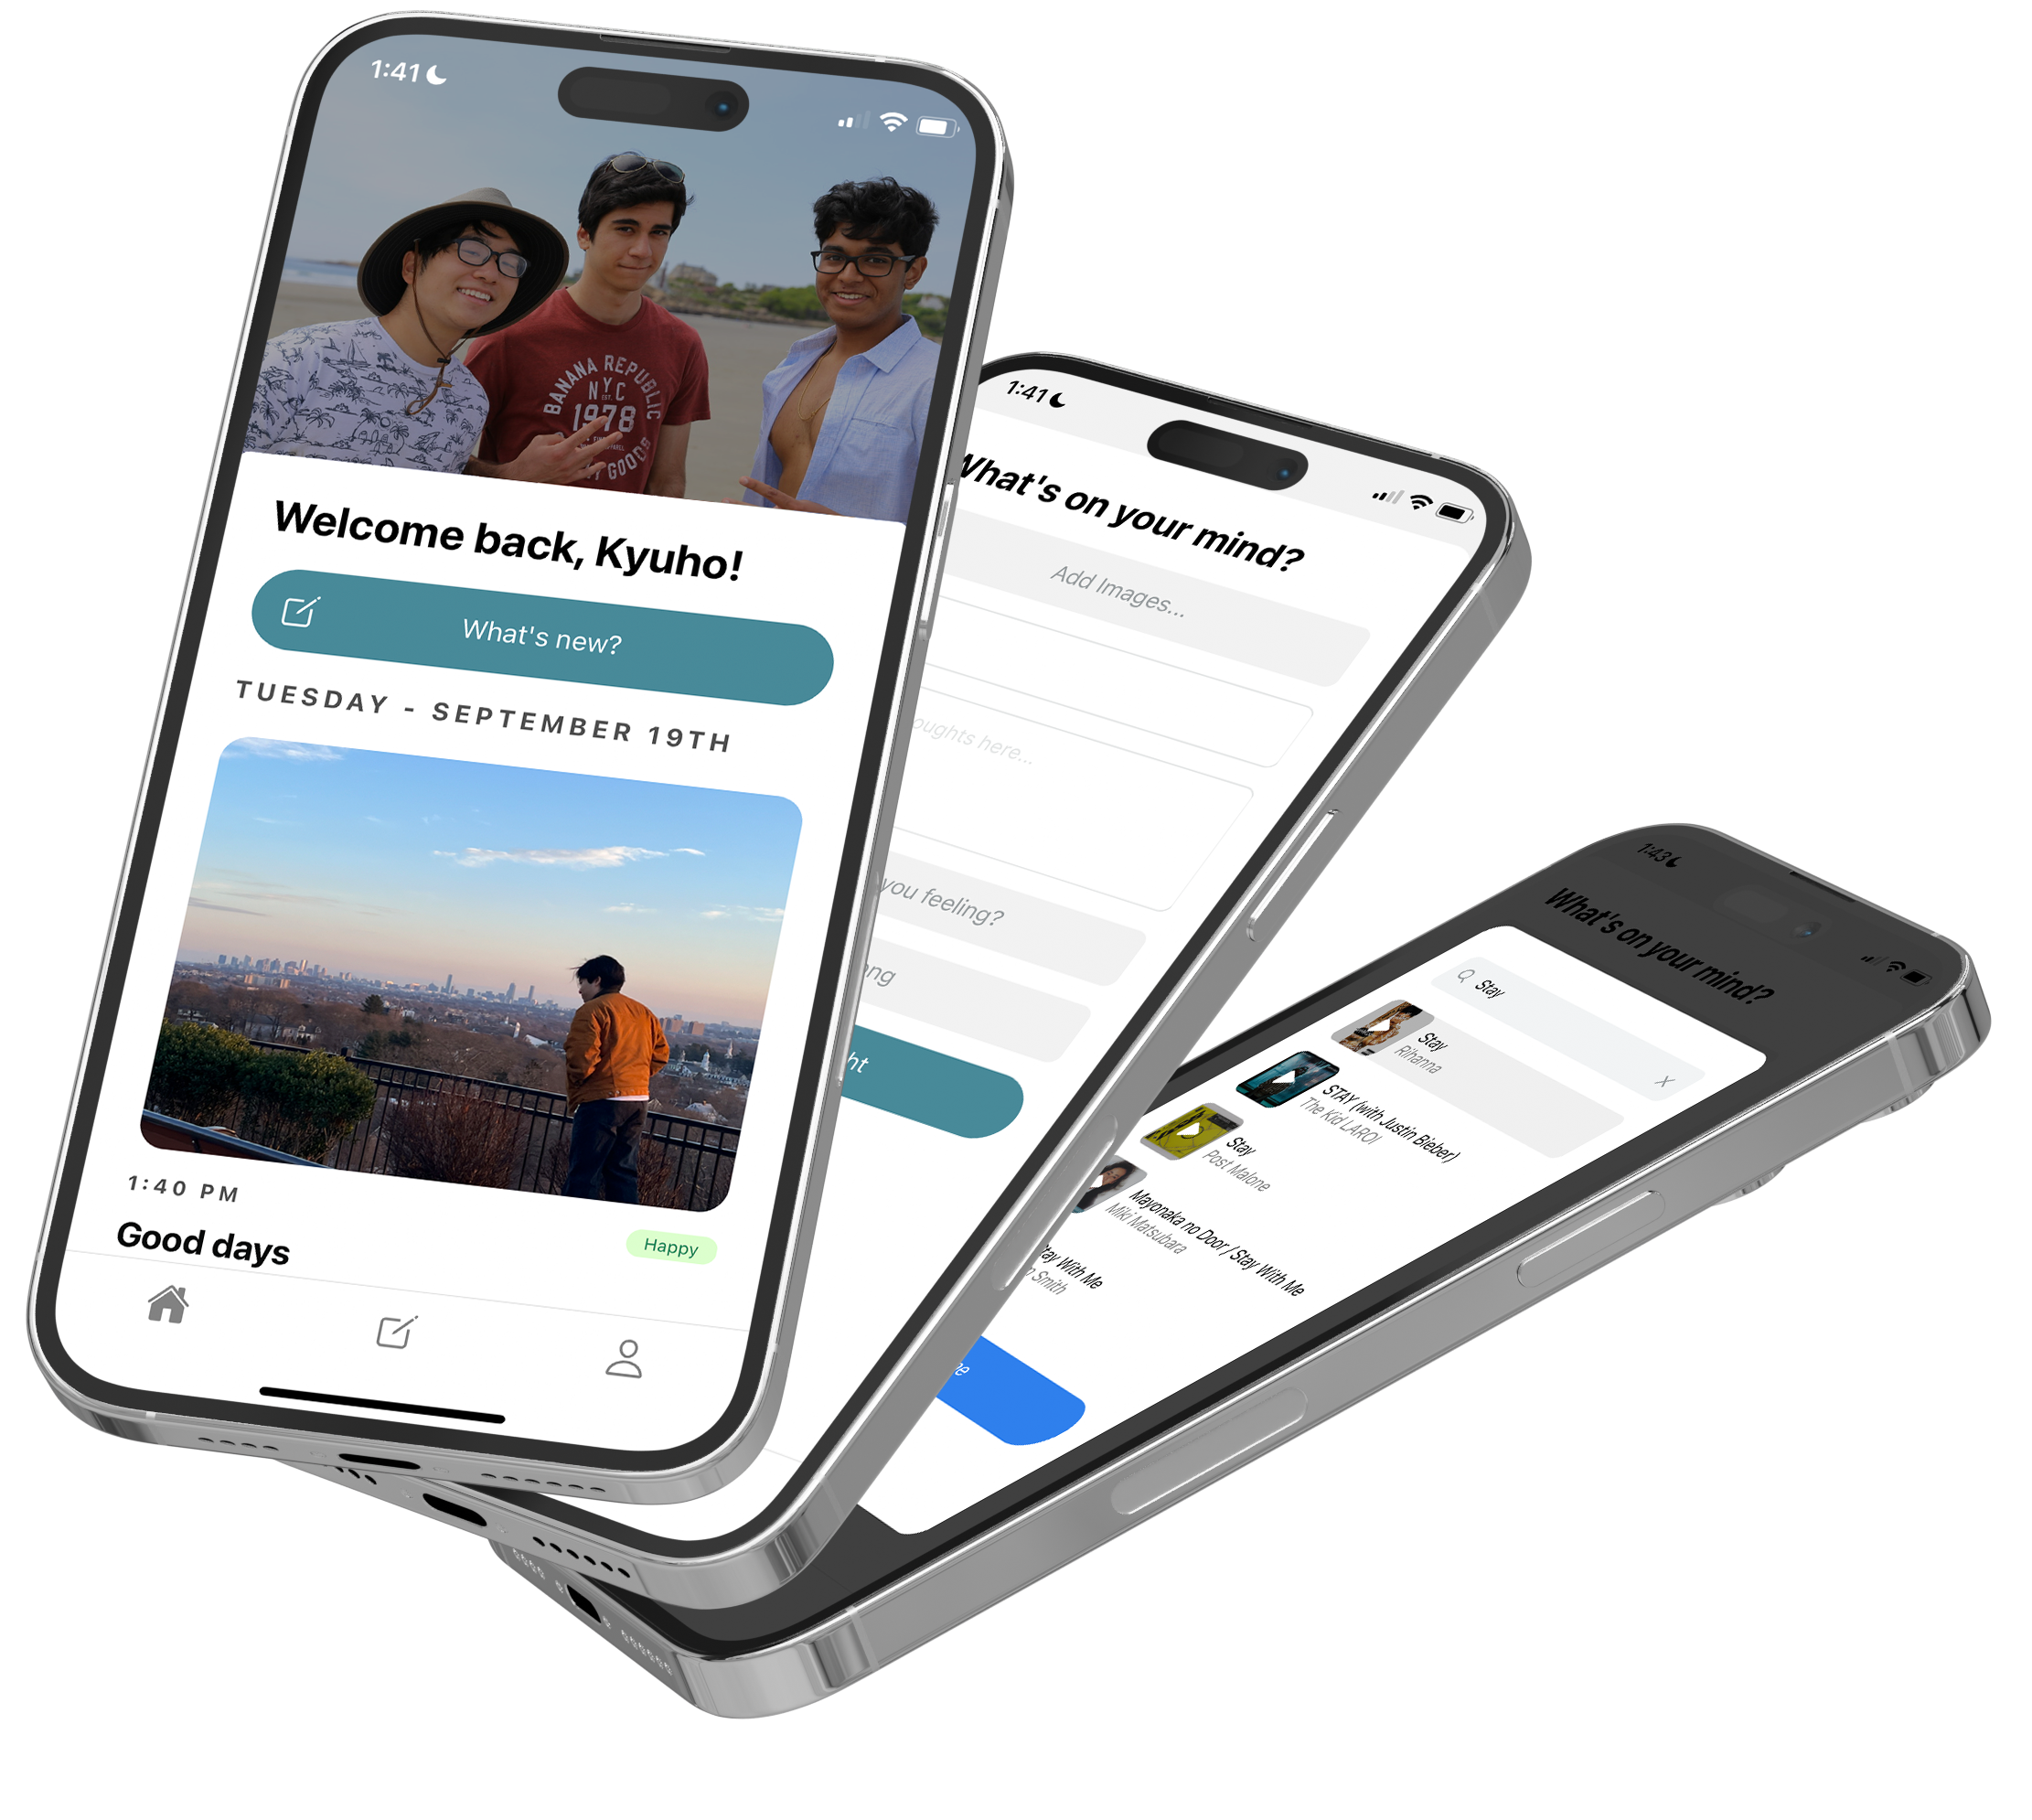 1:41
BANANA REPUBLIC
NYC
EST.
1978
GOODS
Welcome back, Kyuho!
What's new?
TUESDAY - SEPTEMBER 19TH
1:40 PM
Good days
Happy
1:41
What's on your mind?
Add Images...
oughts here...
you feeling?
ong
ht
1:43
What's on your mind?
Stay
X
Stay
Rihanna
STAY (with Justin Bieber)
The Kid LAROI
Stay
Post Malone
Mayonaka no Door / Stay With Me
Miki Matsubara
tay With Me
Smith